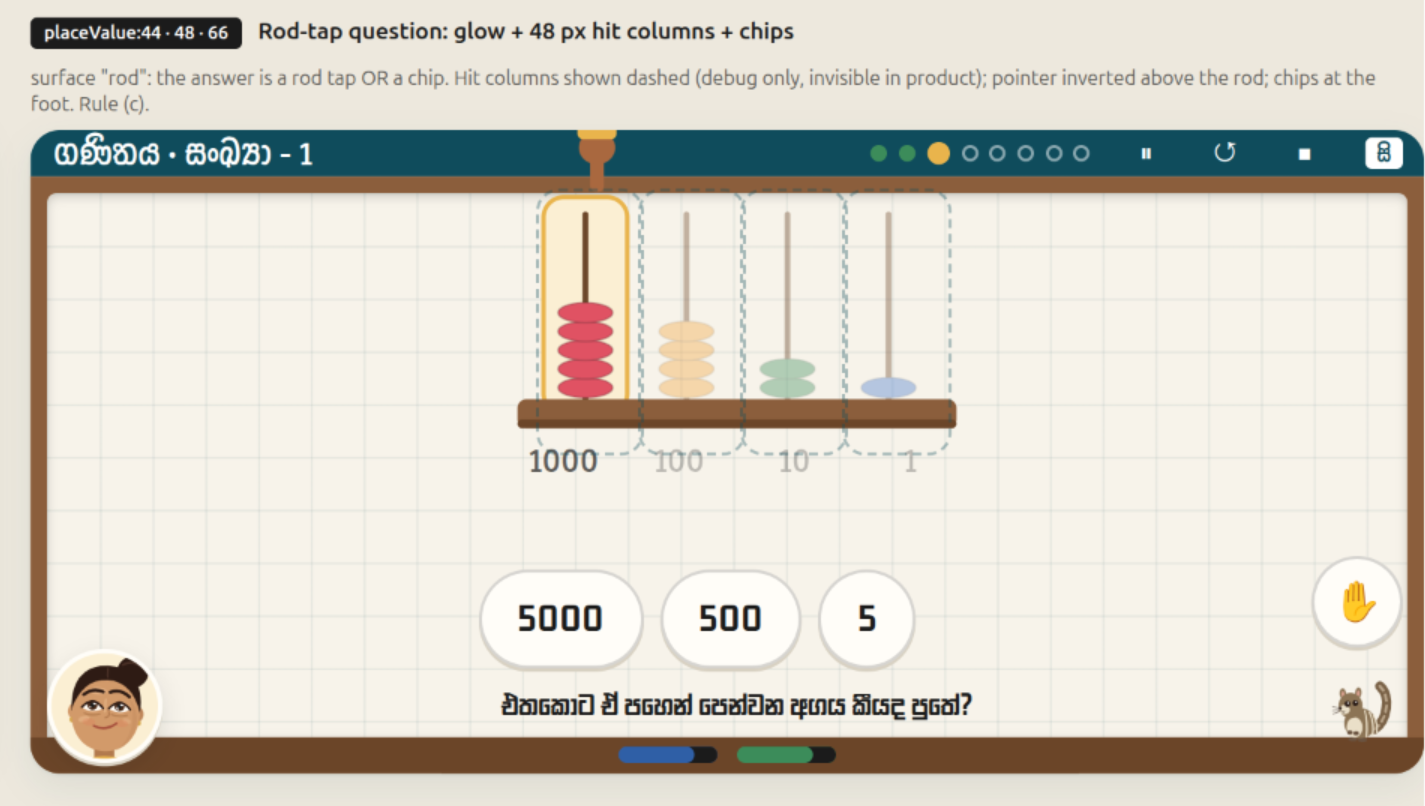 placeValue:44 · 48 · 66 Rod-tap question: glow + 48 px hit columns + chips
surface "rod": the answer is a rod tap OR a chip. Hit columns shown dashed (debug only, invisible in product); pointer inverted above the rod; chips at the
foot. Rule (c).
ගණිතය · සංඛ්‍යා - 1 සිං
1000 100 10 1
5000 500 5
එතකොට ඒ පහෙන් පෙන්වන අගය කීයද පුතේ?